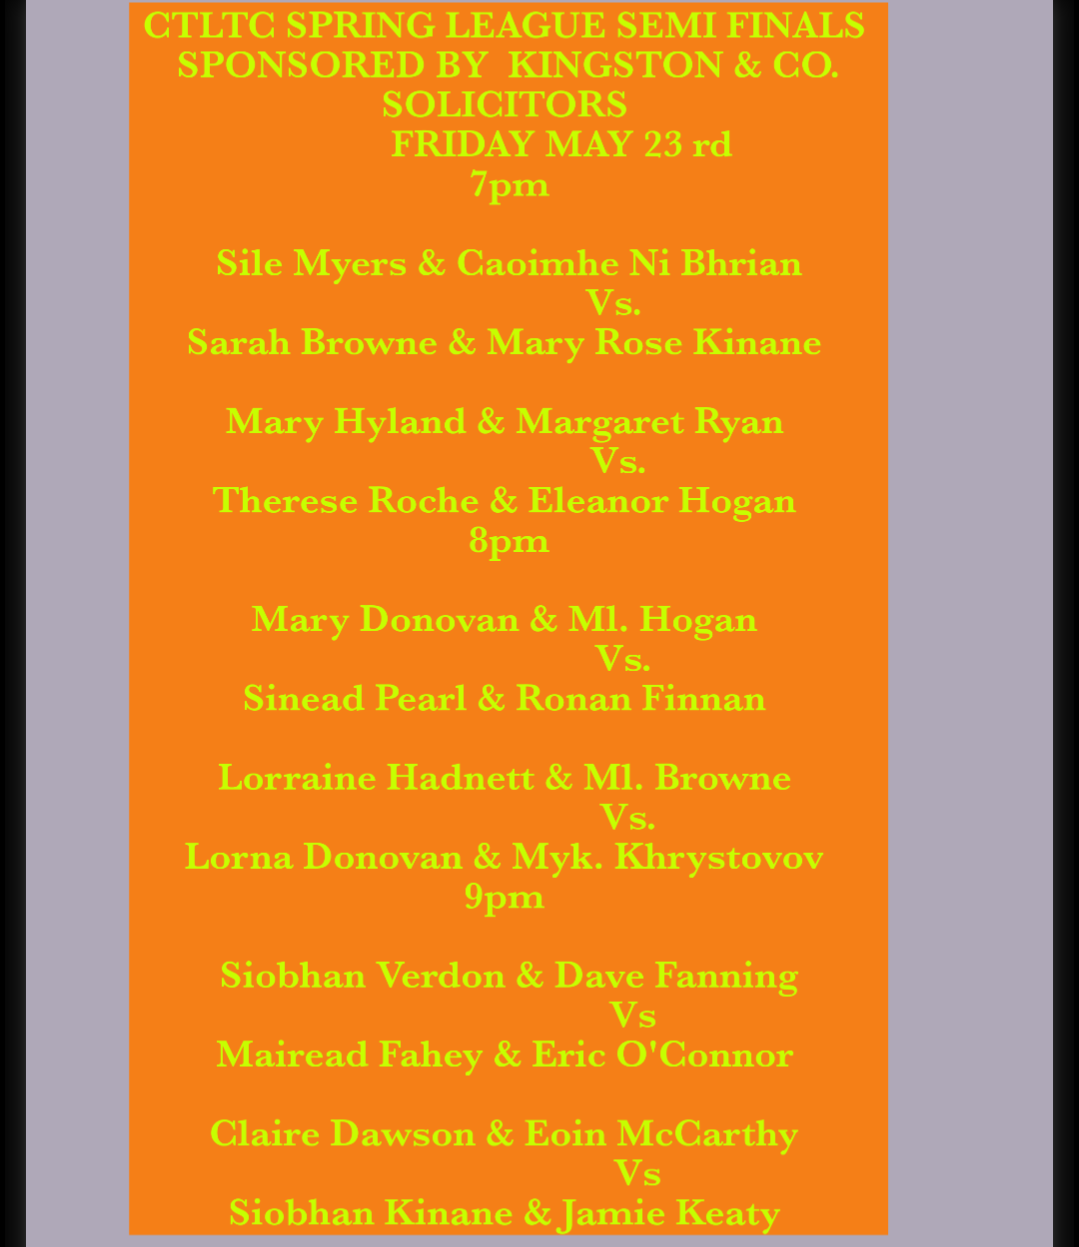 CTLTC SPRING LEAGUE SEMI FINALS
SPONSORED BY KINGSTON & CO.
SOLICITORS
FRIDAY MAY 23 rd
7pm
Sile Myers & Caoimhe Ni Bhrian
Vs.
Sarah Browne & Mary Rose Kinane
Mary Hyland & Margaret Ryan
Vs.
Therese Roche & Eleanor Hogan
8pm
Mary Donovan & Ml. Hogan
Vs.
Sinead Pearl & Ronan Finnan
Lorraine Hadnett & Ml. Browne
Vs.
Lorna Donovan & Myk. Khrystovov
9pm
Siobhan Verdon & Dave Fanning
Vs
Mairead Fahey & Eric O'Connor
Claire Dawson & Eoin McCarthy
Vs
Siobhan Kinane & Jamie Keaty